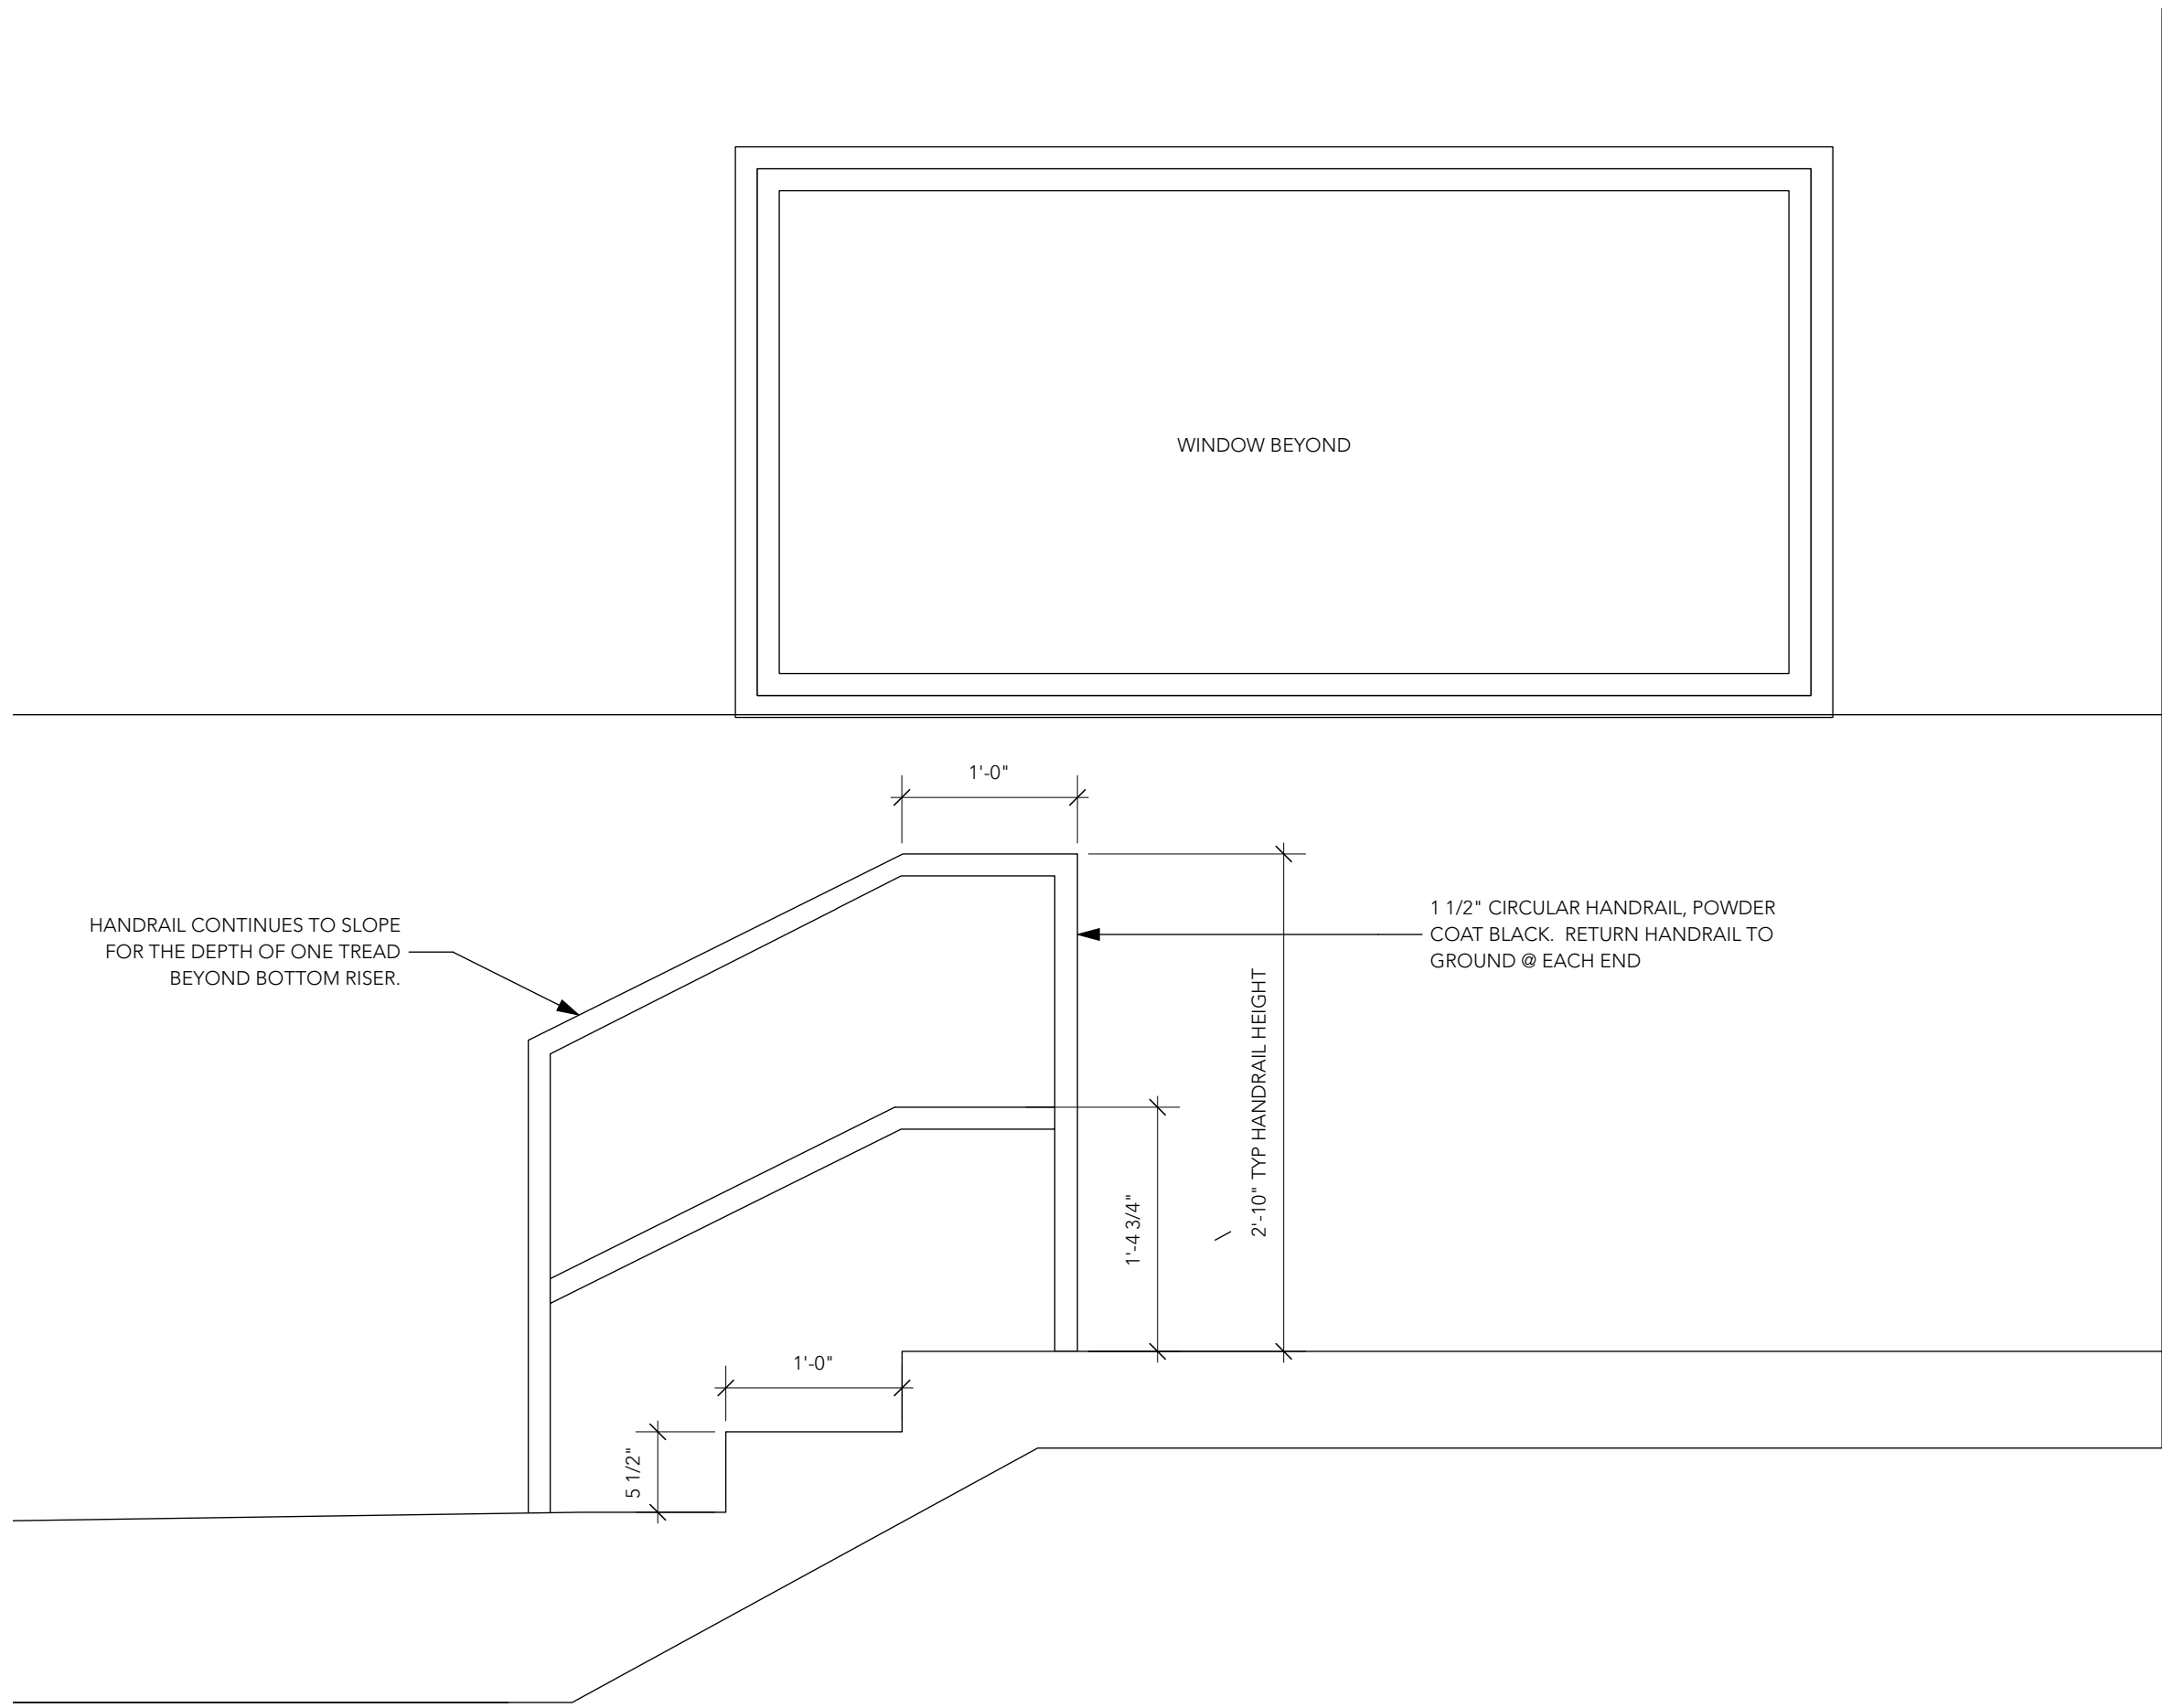 WINDOW BEYOND
1'-0"
HANDRAIL CONTINUES TO SLOPE
FOR THE DEPTH OF ONE TREAD
BEYOND BOTTOM RISER.
1 1/2" CIRCULAR HANDRAIL, POWDER
COAT BLACK.  RETURN HANDRAIL TO
GROUND @ EACH END
2'-10" TYP HANDRAIL HEIGHT
1'-4 3/4"
1'-0"
5 1/2"